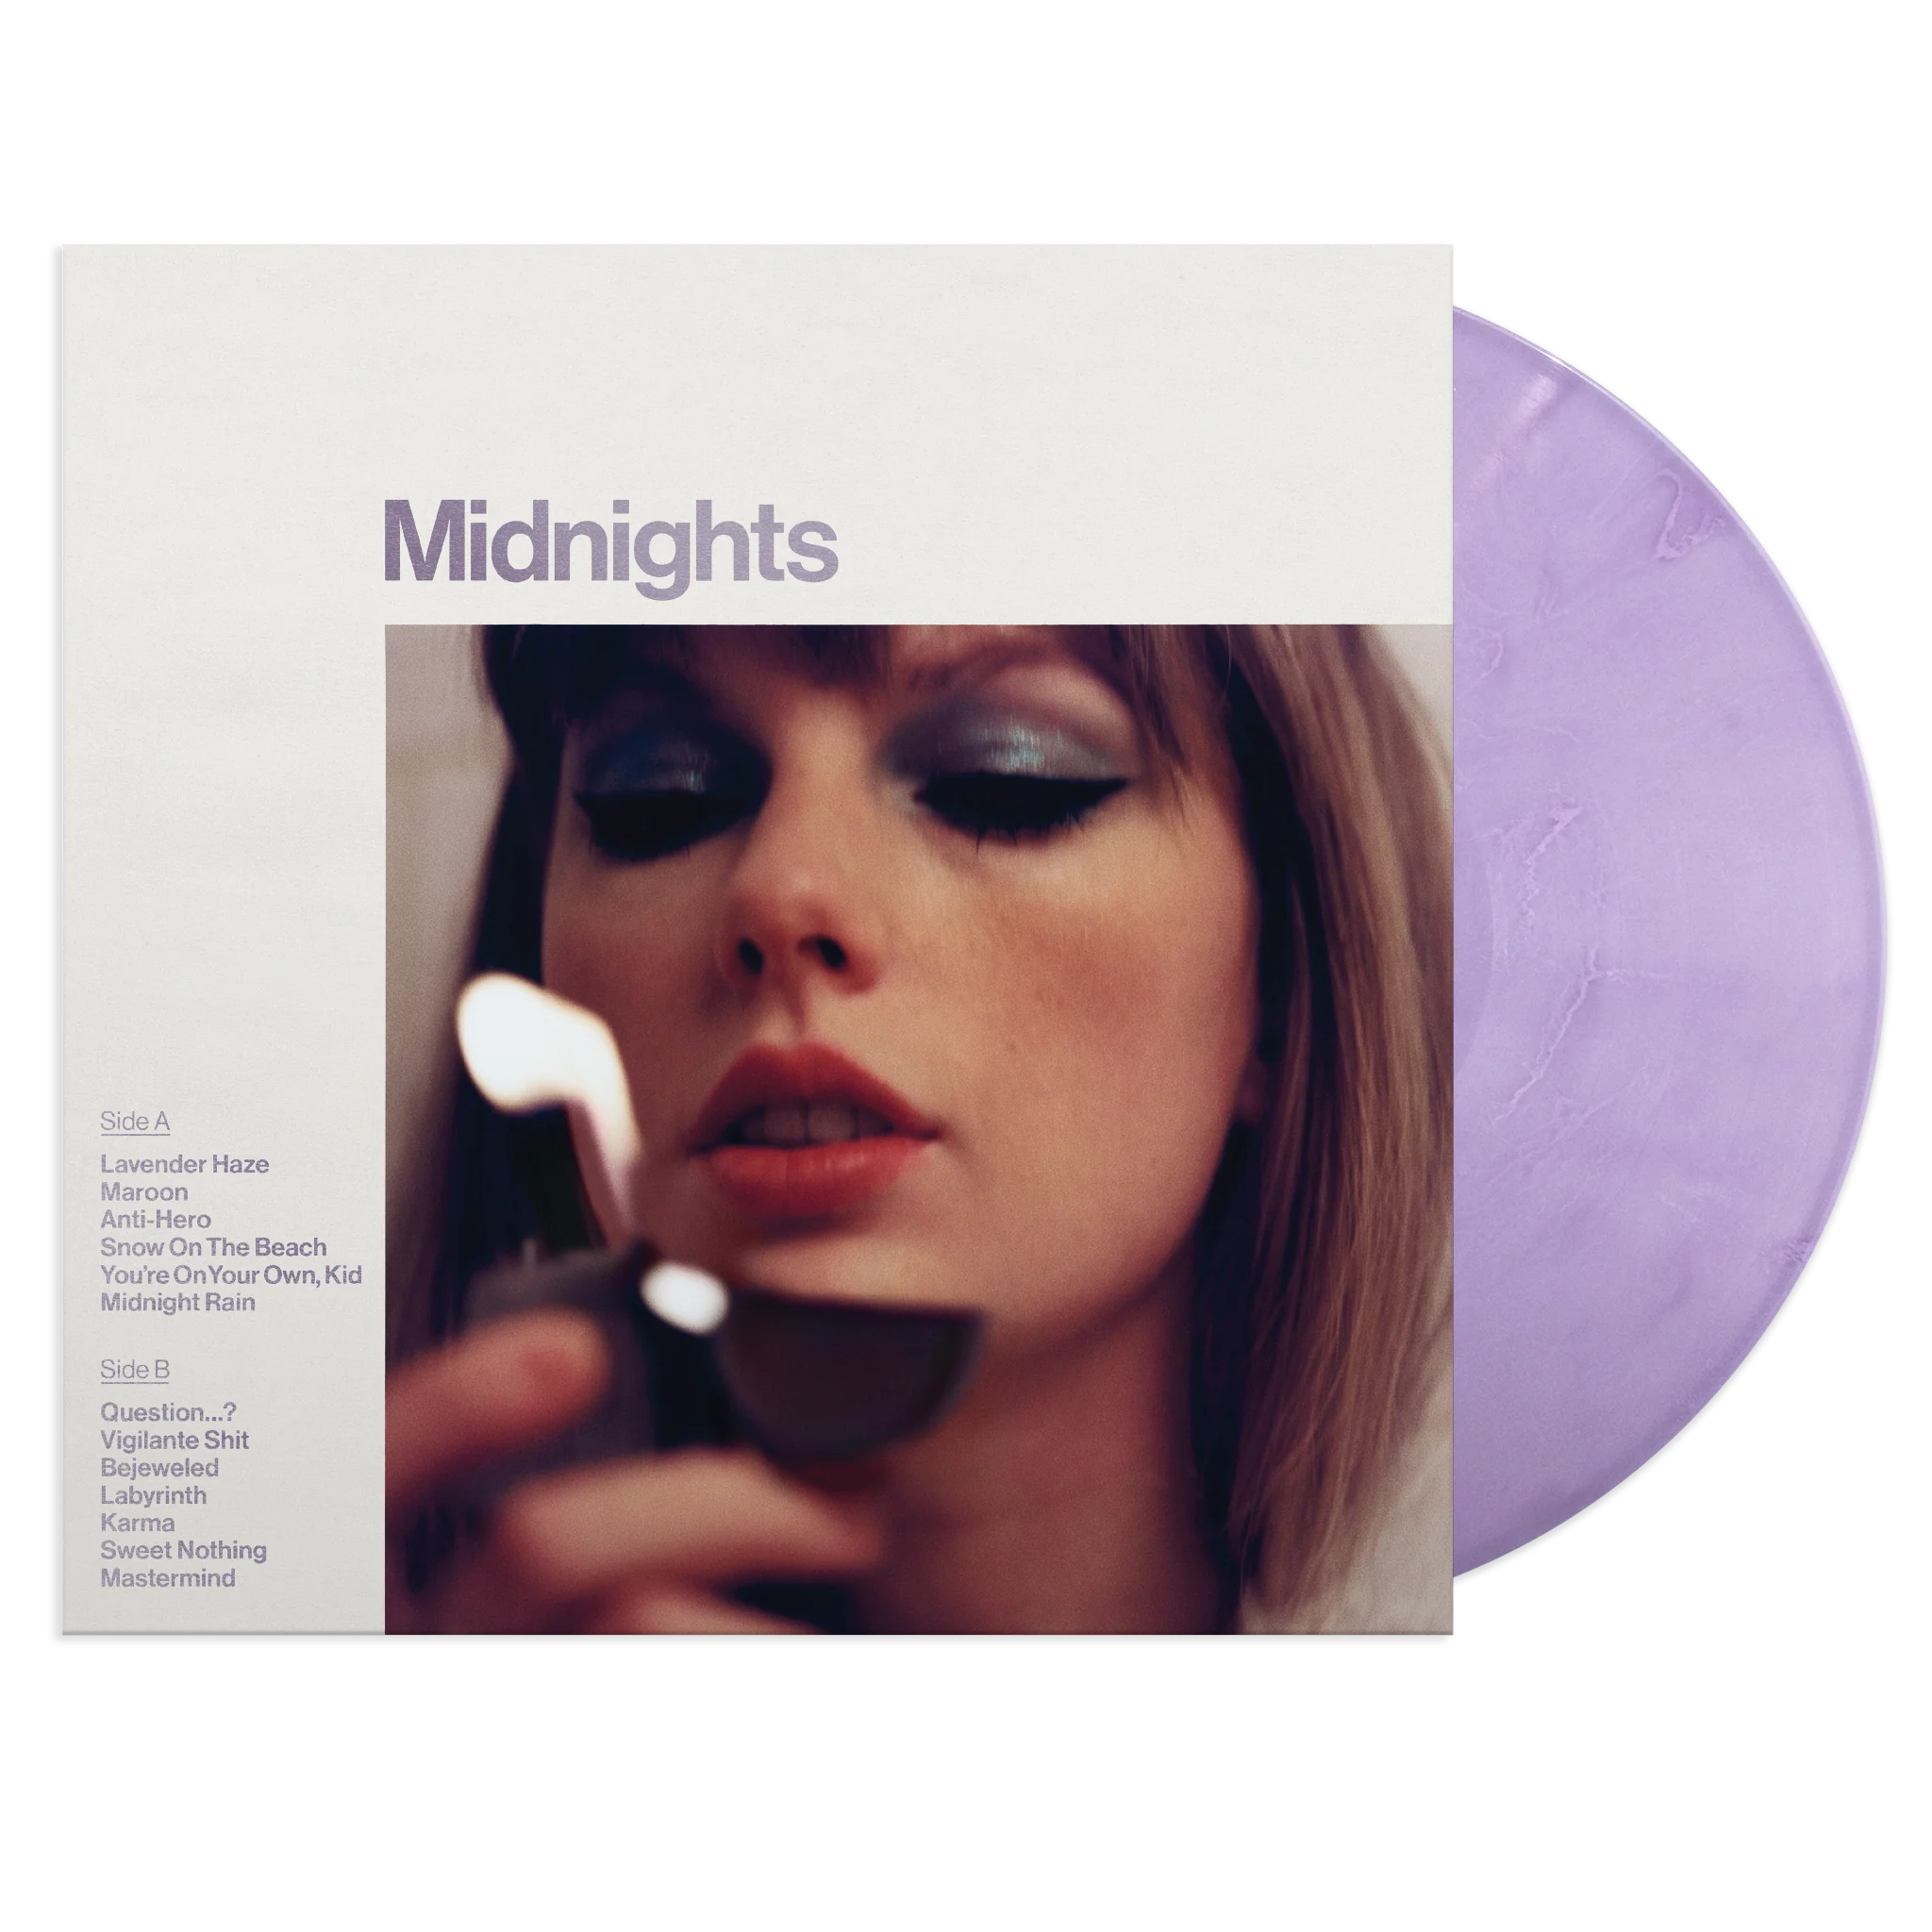 Midnights
Side A
Lavender Haze
Maroon
Anti-Hero
Snow On The Beach
You're On Your Own, Kid
Midnight Rain
Side B
Question...?
Vigilante Shit
Bejeweled
Labyrinth
Karma
Sweet Nothing
Mastermind